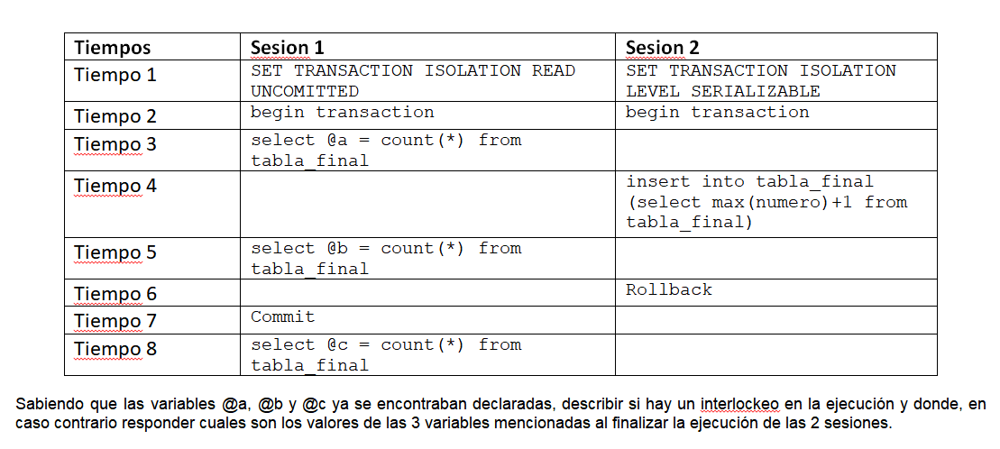 Tiempos Sesion 1 Sesion 2
Tiempo 1 SET TRANSACTION ISOLATION READ SET TRANSACTION ISOLATION
UNCOMITTED LEVEL SERIALIZABLE
Tiempo 2 begin transaction begin transaction
Tiempo 3 select @a = count(*) from
tabla_final
Tiempo 4 insert into tabla_final
(select max(numero)+1 from
tabla_final)
Tiempo 5 select @b = count(*) from
tabla_final
Tiempo 6 Rollback
Tiempo 7 Commit
Tiempo 8 select @c = count(*) from
tabla_final
Sabiendo que las variables @a, @b y @c ya se encontraban declaradas, describir si hay un interlockeo en la ejecución y donde, en
caso contrario responder cuales son los valores de las 3 variables mencionadas al finalizar la ejecución de las 2 sesiones.